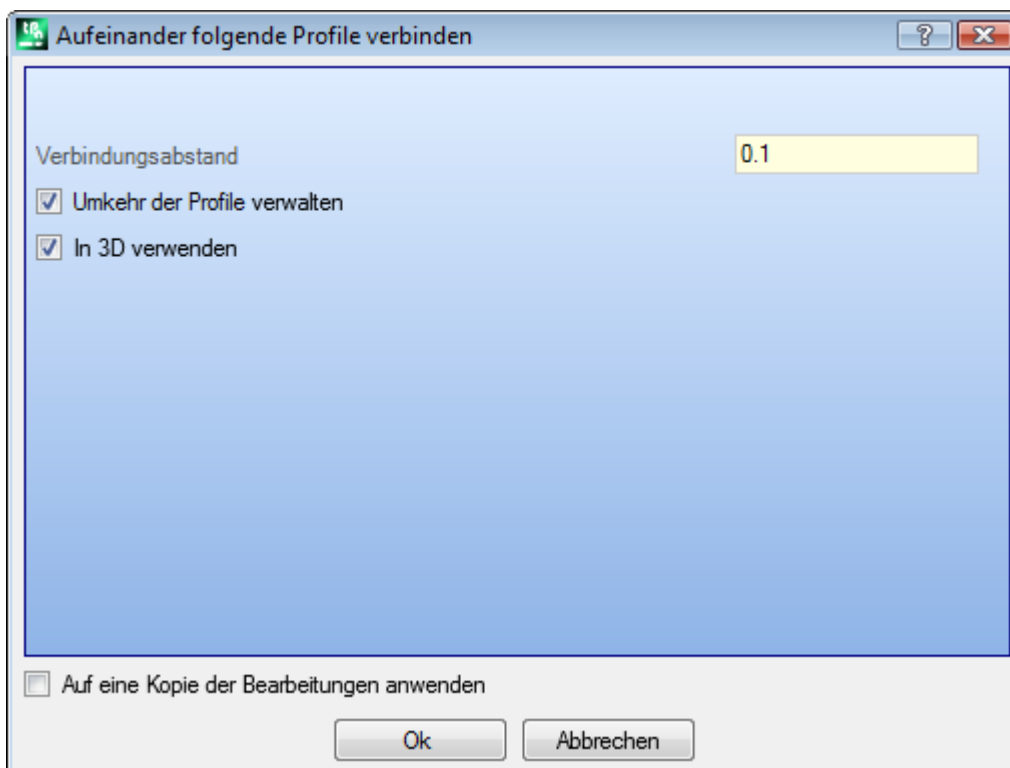 Aufeinander folgende Profile verbinden
Verbindungsabstand 0.1
Umkehr der Profile verwalten
In 3D verwenden
Auf eine Kopie der Bearbeitungen anwenden
Ok Abbrechen